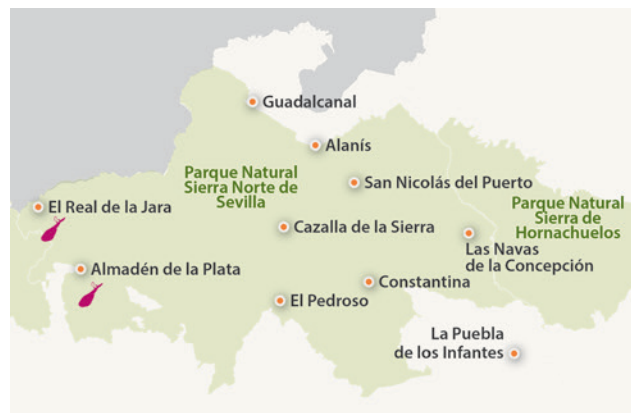 Guadalcanal
Alanís
Parque Natural
Sierra Norte de
Sevilla
San Nicolás del Puerto
Parque Natural
Sierra de
Hornachuelos
El Real de la Jara
Cazalla de la Sierra
Las Navas
de la Concepción
Almadén de la Plata
Constantina
El Pedroso
La Puebla
de los Infantes